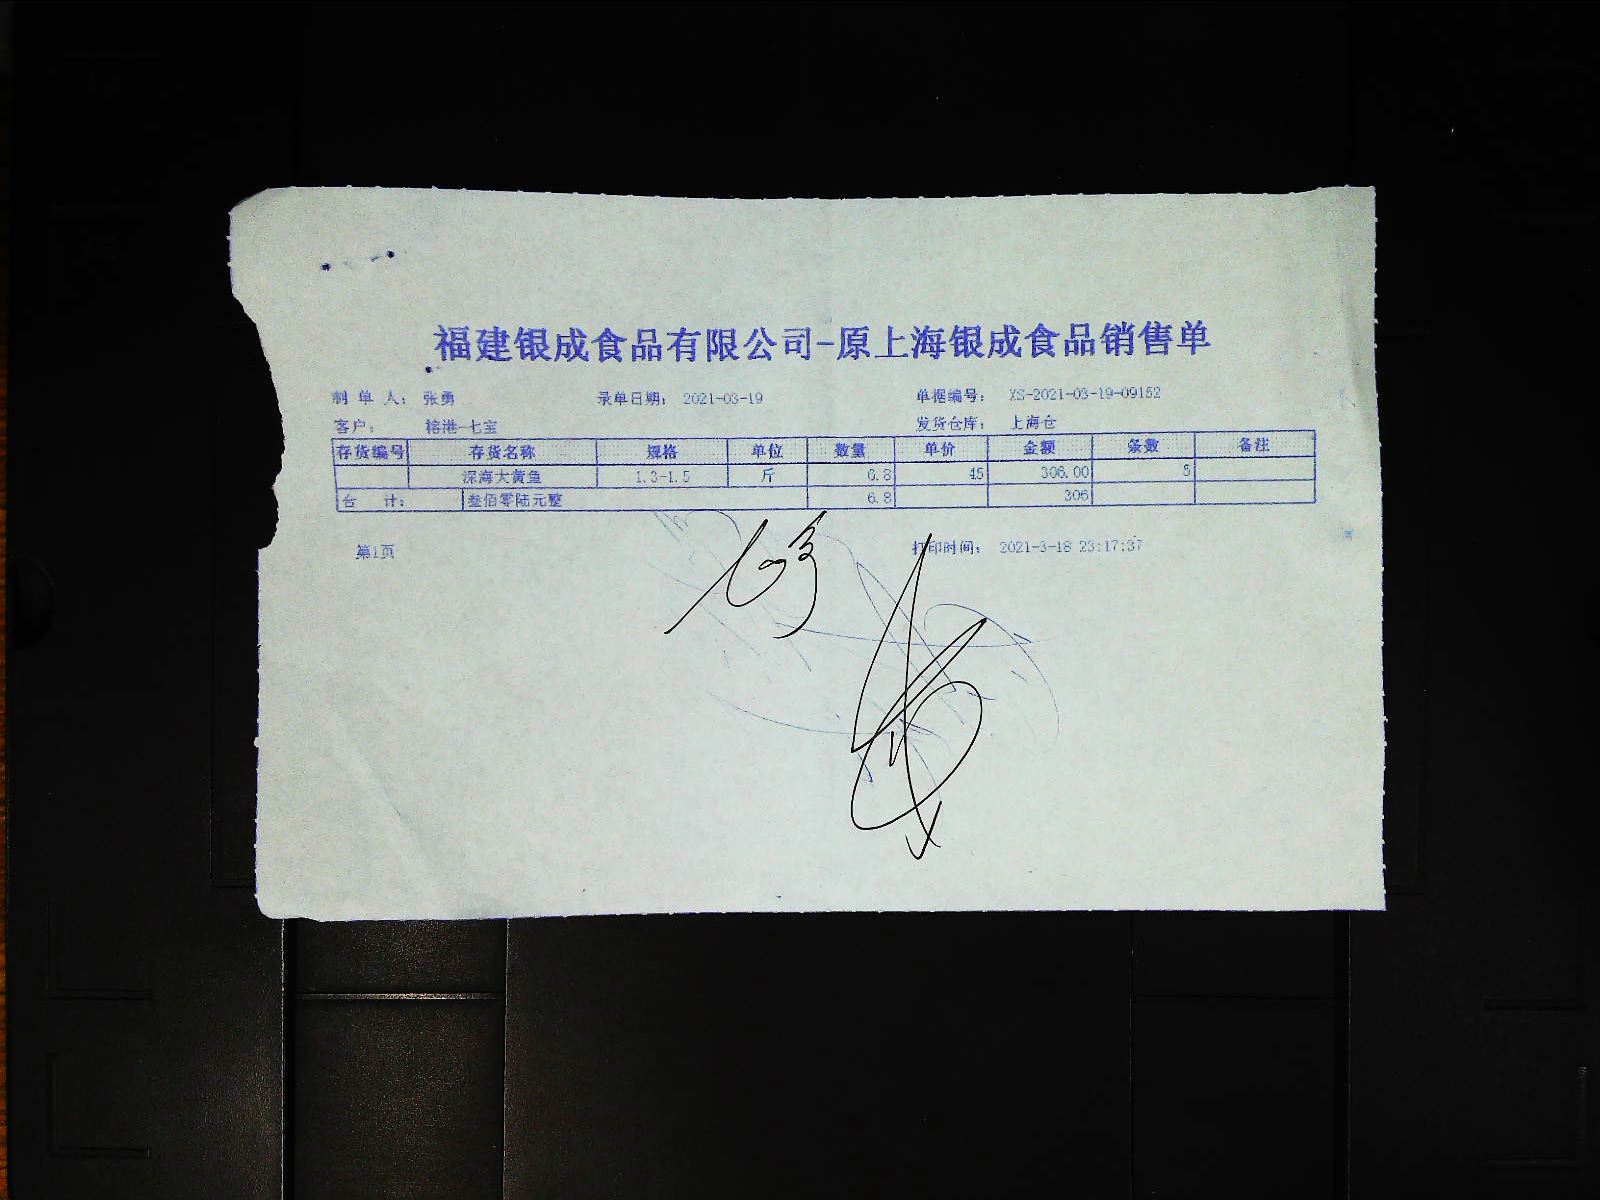 福建银成食品有限公司-原上海银成食品销售单
制 单 人： 张勇 录单日期： 2021-03-19 单据编号： XS-2021-03-19-09152
客户： 榕港-七宝 发货仓库： 上海仓
存货编号 存货名称 规格 单位 数量 单价 金额 条数 备注
深海大黄鱼 1.3-1.5 斤 6.8 45 306.00 5
合 计： 叁佰零陆元整 6.8 306
第1页 打印时间： 2021-3-18 23:17:37